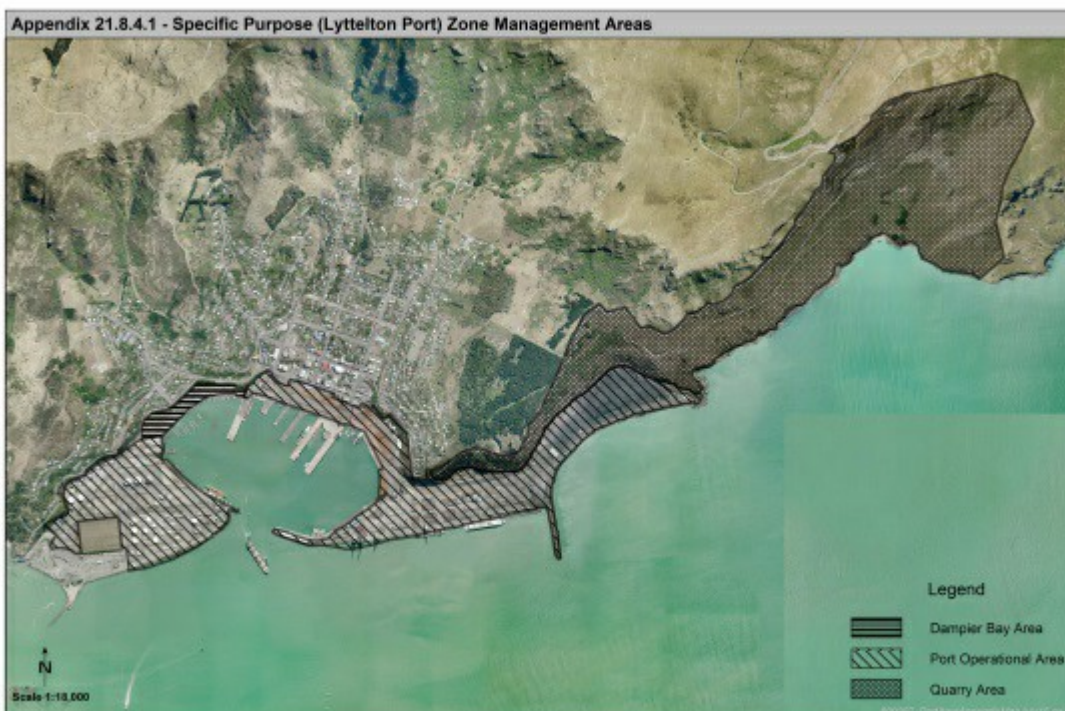 Appendix 21.8.4.1 - Specific Purpose (Lyttelton Port) Zone Management Areas
Legend
Dampier Bay Area
Port Operational Area
Quarry Area
N
Scale 1:18,000